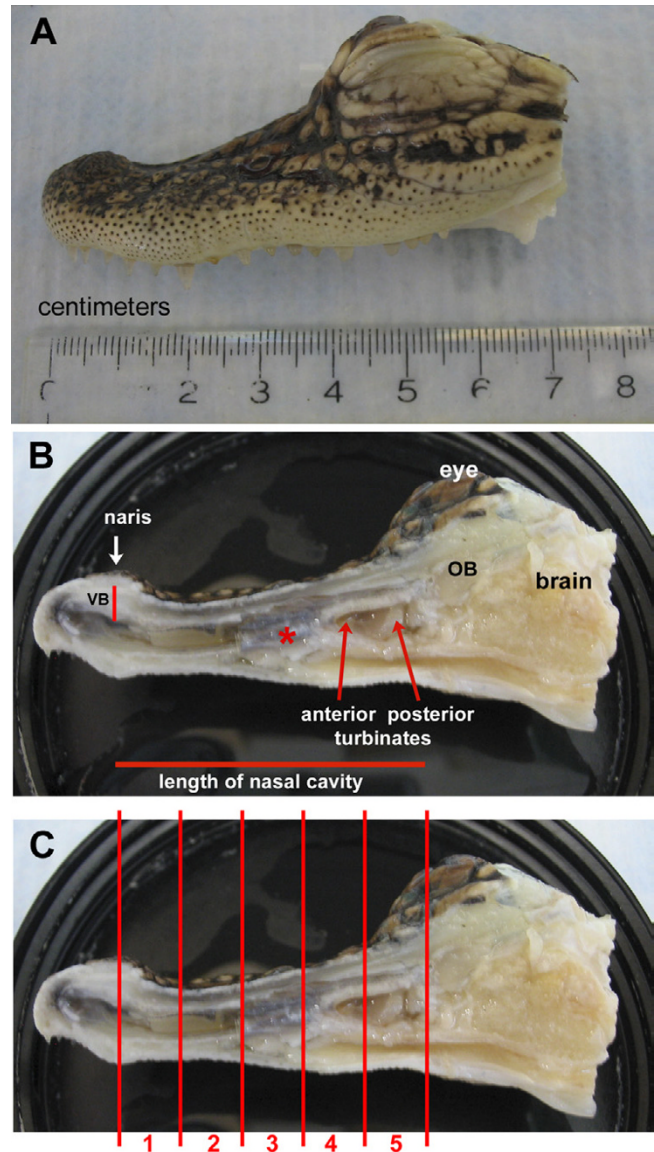 A
centimeters
2 3 4 5 6 7 8
B
eye
naris
OB
VB
brain
*
anterior posterior
turbinates
length of nasal cavity
C
1 2 3 4 5